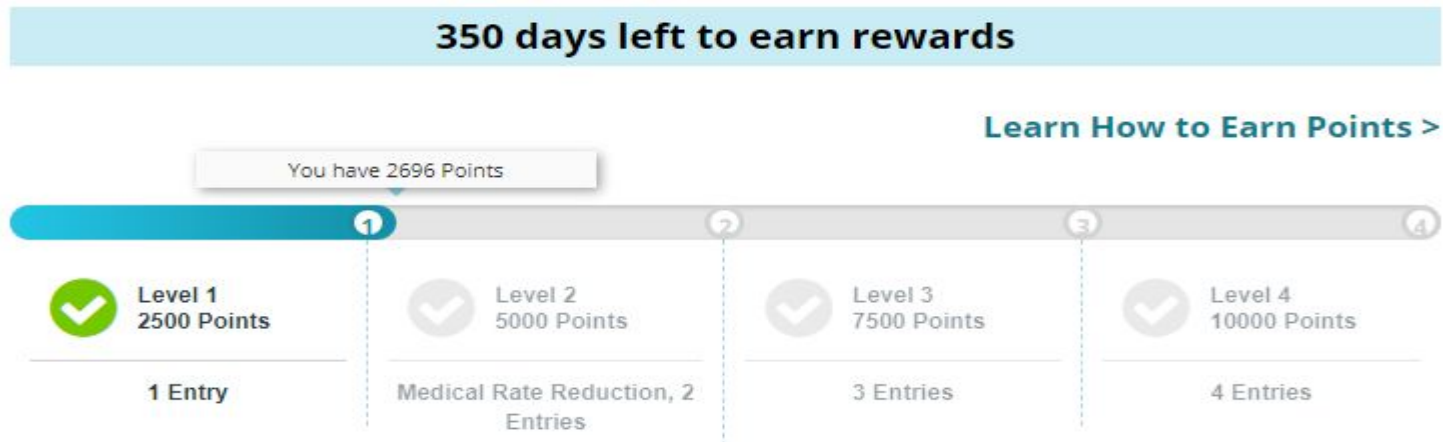 350 days left to earn rewards
Learn How to Earn Points >
You have 2696 Points
1
2
3
4
Level 1
2500 Points
1 Entry
Level 2
5000 Points
Medical Rate Reduction, 2
Entries
Level 3
7500 Points
3 Entries
Level 4
10000 Points
4 Entries